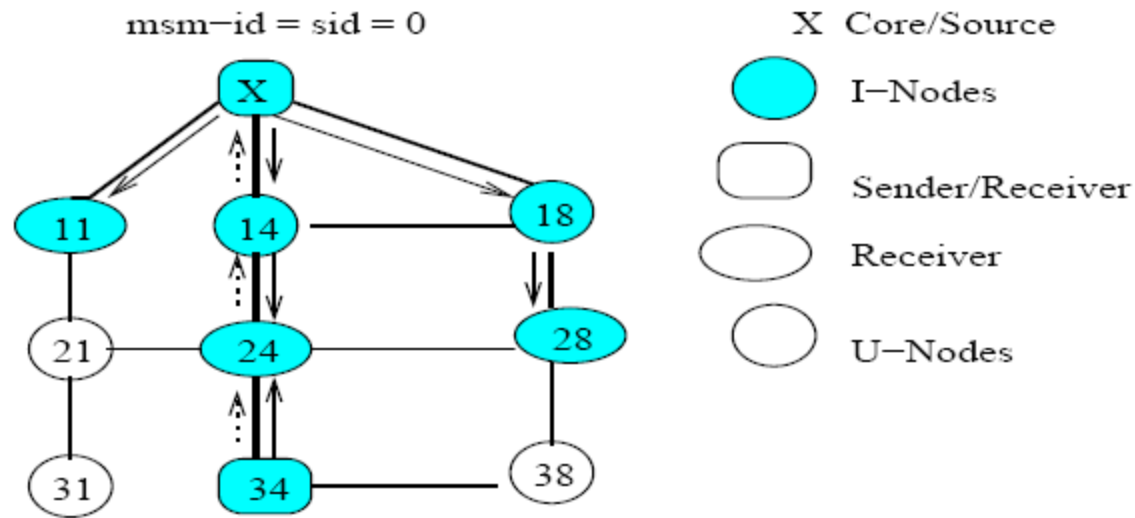 msm−id = sid = 0
X Core/Source
X
I−Nodes
Sender/Receiver
11
14
18
Receiver
21
24
28
U−Nodes
31
34
38